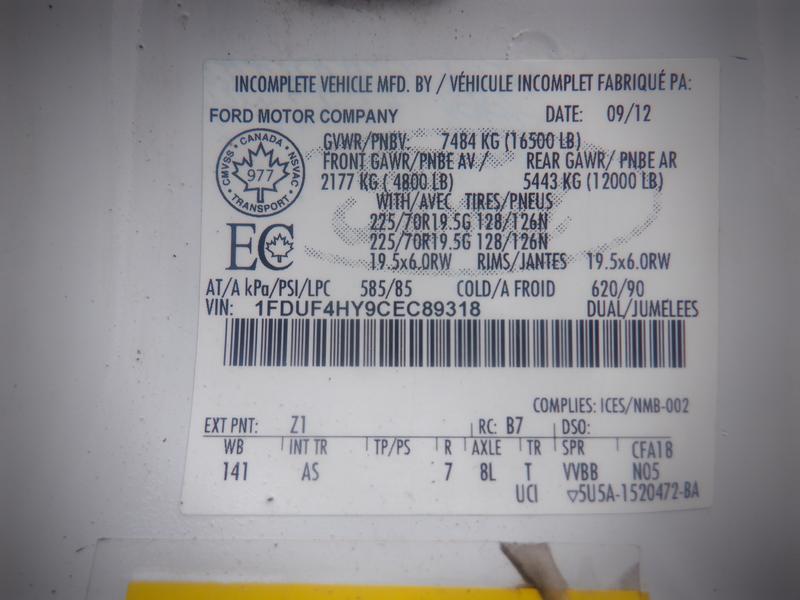 INCOMPLETE VEHICLE MFD. BY / VÉHICULE INCOMPLET FABRIQUÉ PA:
FORD MOTOR COMPANY DATE: 09/12
CANADA
CMVSS NSVAC
977
TRANSPORT
GVWR/PNBV: 7484 KG (16500 LB)
FRONT GAWR/PNBE AV / REAR GAWR/ PNBE AR
2177 KG ( 4800 LB) 5443 KG (12000 LB)
WITH/AVEC TIRES/PNEUS
225/70R19.5G 128/126N
225/70R19.5G 128/126N
EC
19.5x6.0RW RIMS/JANTES 19.5x6.0RW
AT/A kPa/PSI/LPC 585/85 COLD/A FROID 620/90
VIN: 1FDUF4HY9CEC89318 DUAL/JUMELEES
COMPLIES: ICES/NMB-002
EXT PNT: Z1 RC: B7 DSO:
WB INT TR TP/PS R AXLE TR SPR CFA18
141 AS 7 8L T VVBB N05
UCI ▽5U5A-1520472-BA